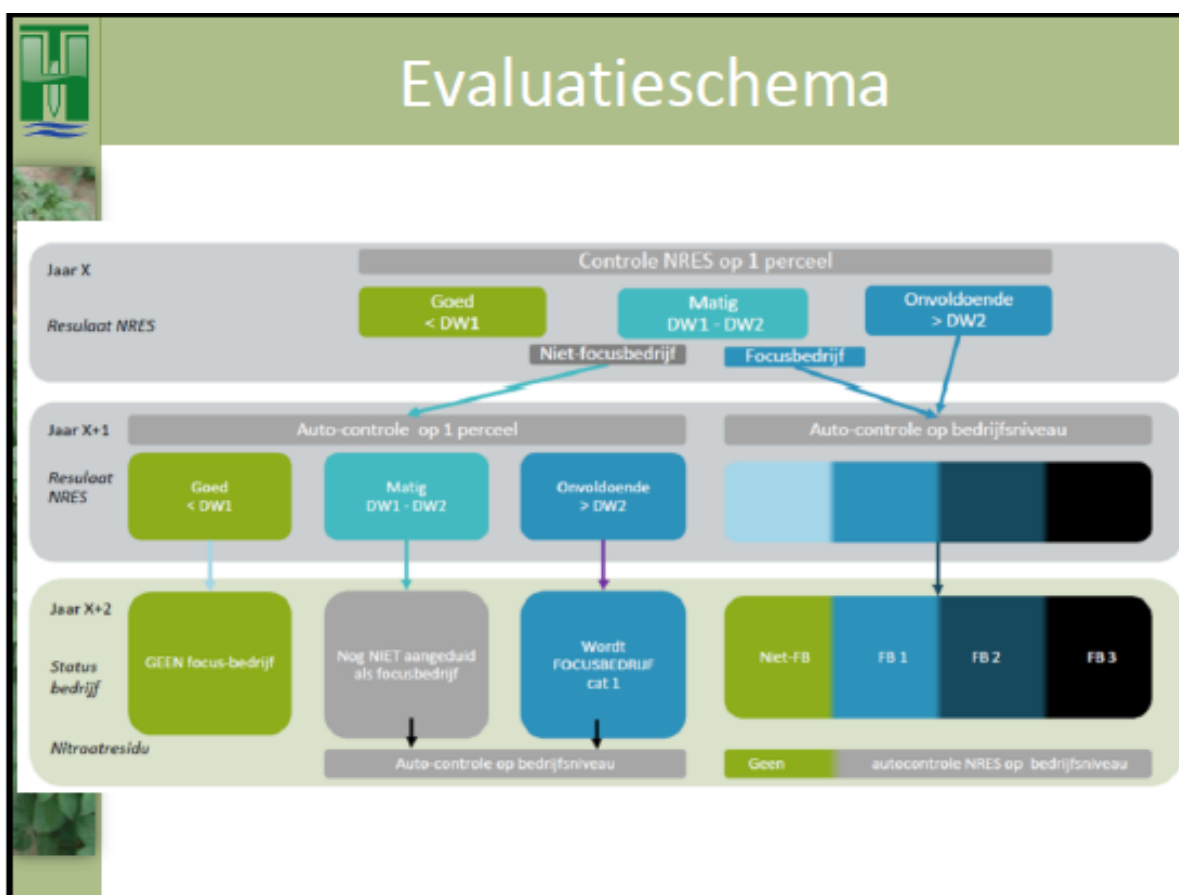 Evaluatieschema
Jaar X
Controle NRES op 1 perceel
Resulaat NRES
Goed
< DW1
Matig
DW1 - DW2
Onvoldoende
> DW2
Niet-focusbedrijf
Focusbedrijf
Jaar X+1
Auto-controle op 1 perceel
Auto-controle op bedrijfsniveau
Resulaat
NRES
Goed
< DW1
Matig
DW1 - DW2
Onvoldoende
> DW2
Jaar X+2
Status
bedrijf
GEEN focus-bedrijf
Nog NIET aangeduid
als focusbedrijf
Wordt
FOCUSBEDRIJF
cat 1
Niet-FB
FB 1
FB 2
FB 3
Nitraatresidu
Auto-controle op bedrijfsniveau
Geen
autocontrole NRES op bedrijfsniveau